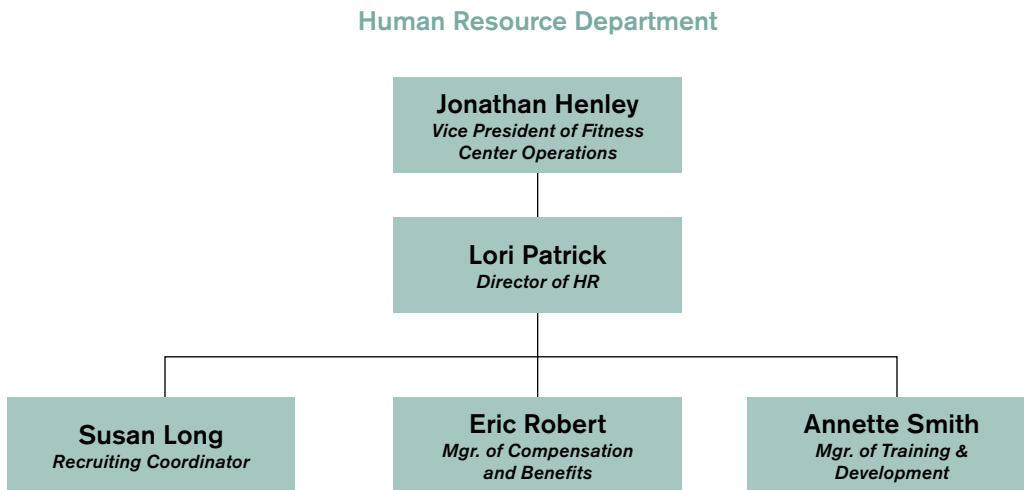 Human Resource Department
Jonathan Henley
Vice President of Fitness
Center Operations
Lori Patrick
Director of HR
Susan Long
Recruiting Coordinator
Eric Robert
Mgr. of Compensation
and Benefits
Annette Smith
Mgr. of Training &
Development